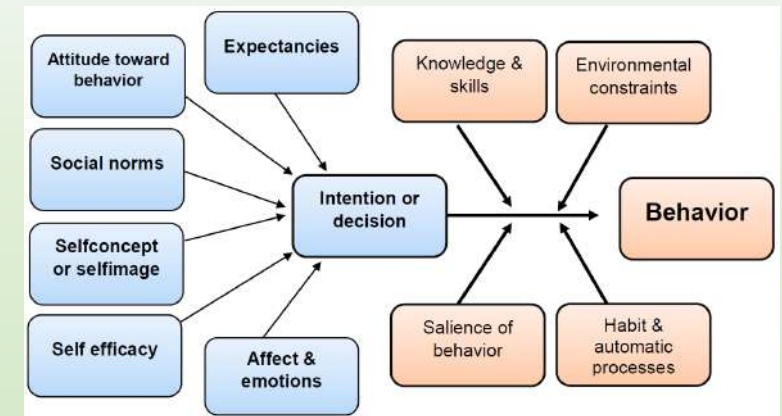 Attitude toward
behavior
Expectancies
Social norms
Selfconcept
or selfimage
Self efficacy
Affect &
emotions
Intention or
decision
Knowledge &
skills
Environmental
constraints
Salience of
behavior
Habit &
automatic
processes
Behavior